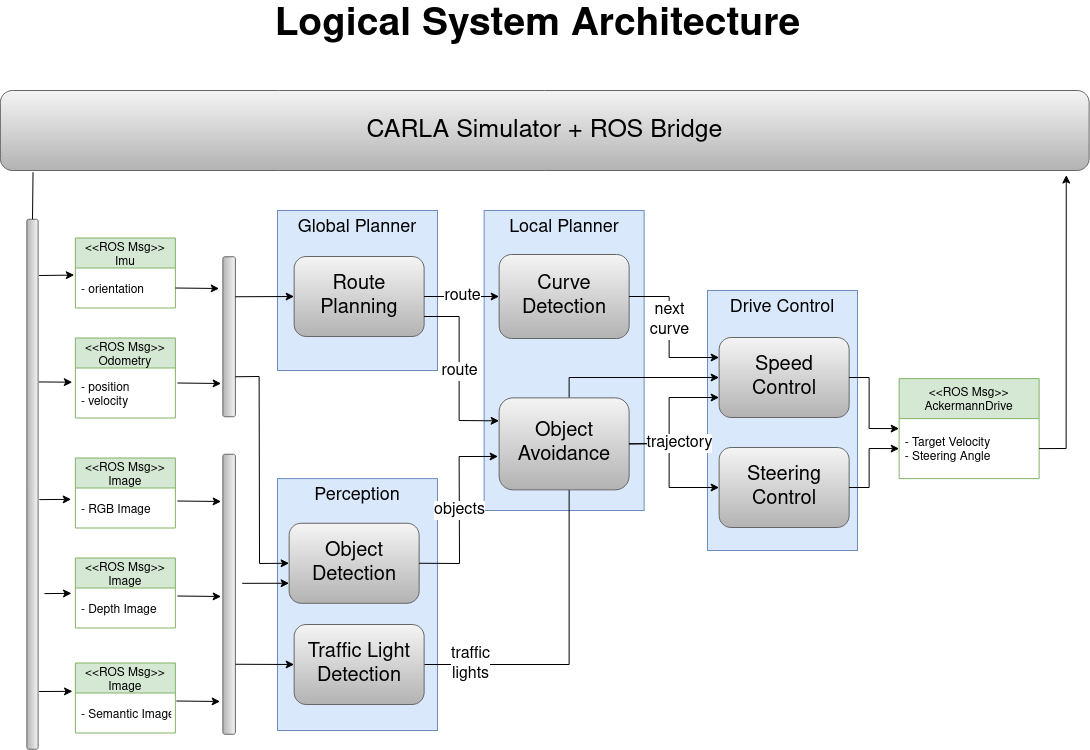 Logical System Architecture
CARLA Simulator + ROS Bridge
<<ROS Msg>>
Imu
- orientation
<<ROS Msg>>
Odometry
- position
- velocity
<<ROS Msg>>
Image
- RGB Image
<<ROS Msg>>
Image
- Depth Image
<<ROS Msg>>
Image
- Semantic Image
Global Planner
Route
Planning
route
route
Perception
Object
Detection
Traffic Light
Detection
objects
traffic
lights
Local Planner
Curve
Detection
Object
Avoidance
next
curve
trajectory
Drive Control
Speed
Control
Steering
Control
<<ROS Msg>>
AckermannDrive
- Target Velocity
- Steering Angle